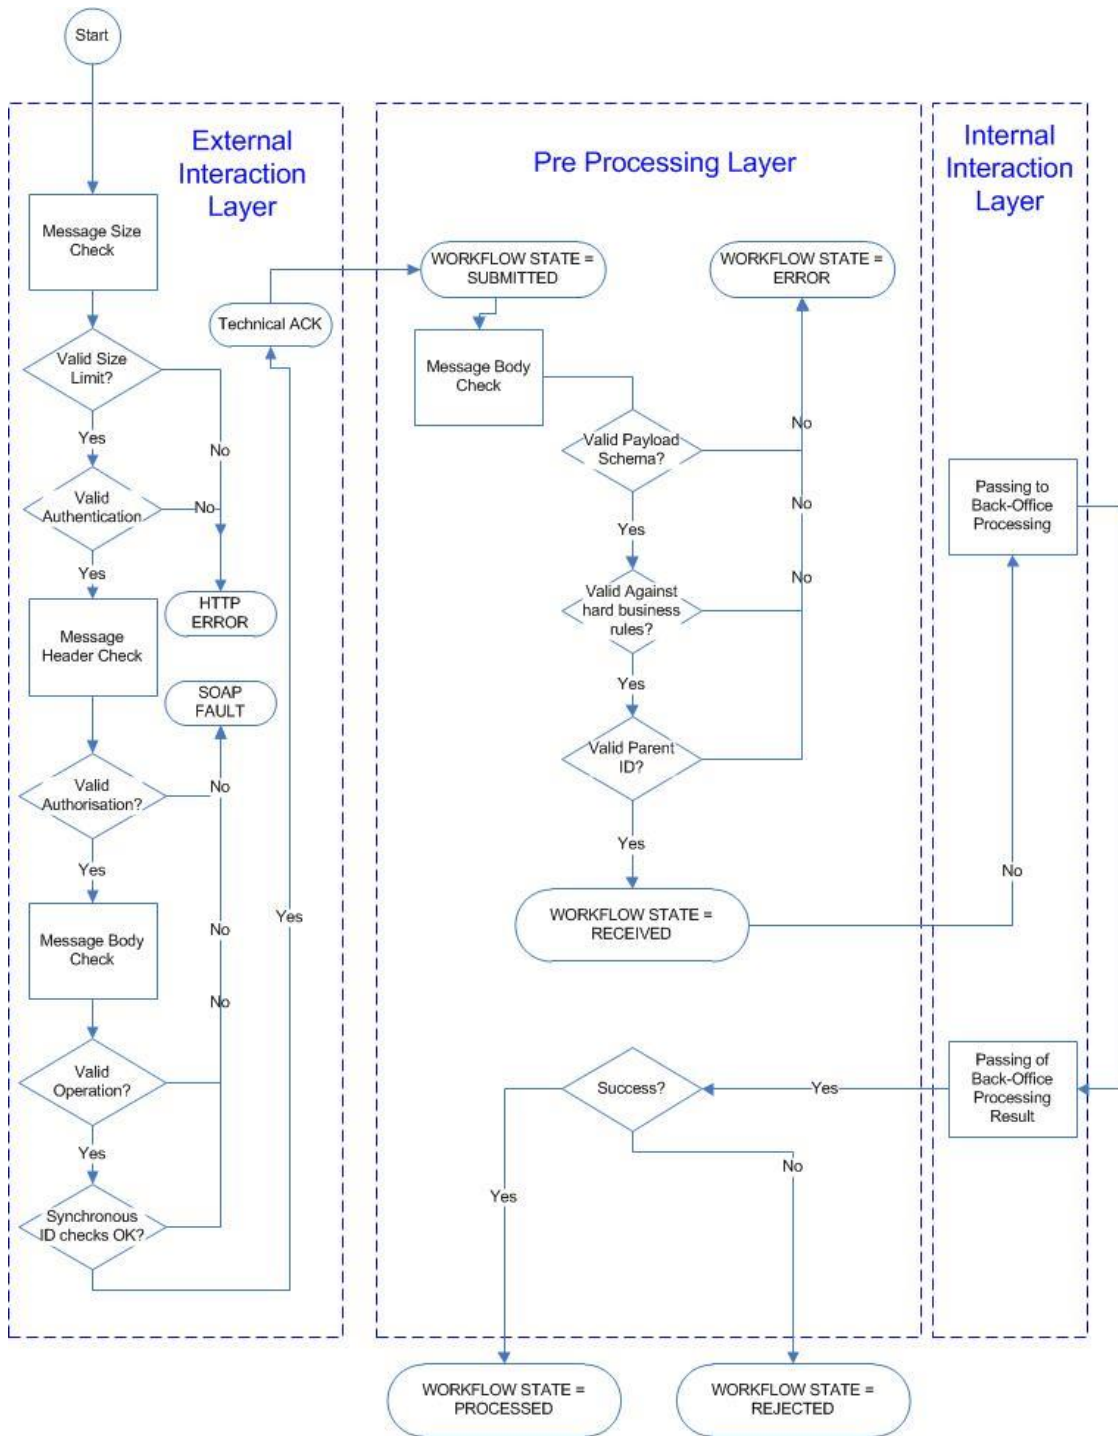 Start
External
Interaction
Layer
Message Size
Check
Technical ACK
Valid Size
Limit?
Yes
No
Valid
Authentication
No
Yes
HTTP
ERROR
Message
Header Check
SOAP
FAULT
Valid
Authorisation?
No
Yes
Yes
Message Body
Check
No
No
Valid
Operation?
Yes
Synchronous
ID checks OK?
Pre Processing Layer
WORKFLOW STATE =
SUBMITTED
WORKFLOW STATE =
ERROR
Message Body
Check
Valid Payload
Schema?
No
No
Yes
Valid Against
hard business
rules?
No
Yes
Valid Parent
ID?
Yes
WORKFLOW STATE =
RECEIVED
No
Internal
Interaction
Layer
Passing to
Back-Office
Processing
Passing of
Back-Office
Processing
Result
Yes
Success?
Yes
No
WORKFLOW STATE =
PROCESSED
WORKFLOW STATE =
REJECTED